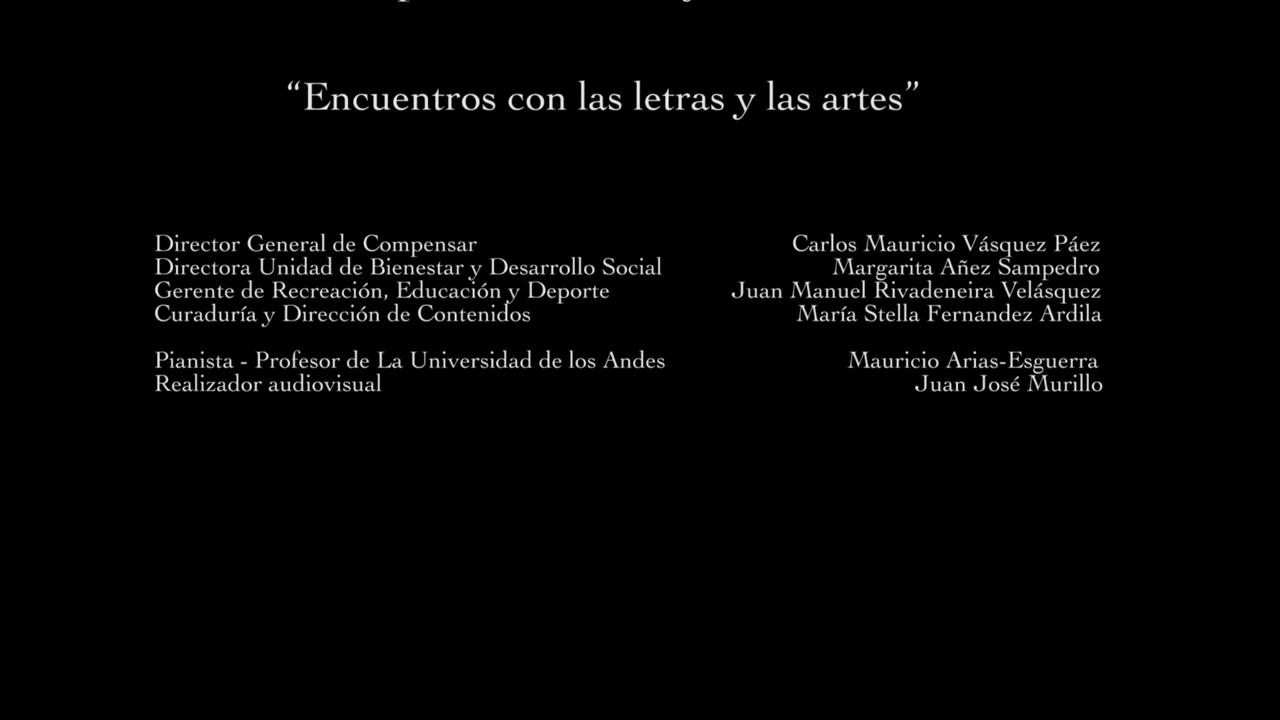 “Encuentros con las letras y las artes”
Director General de Compensar Carlos Mauricio Vásquez Páez
Directora Unidad de Bienestar y Desarrollo Social Margarita Añez Sampedro
Gerente de Recreación, Educación y Deporte Juan Manuel Rivadeneira Velásquez
Curaduría y Dirección de Contenidos María Stella Fernandez Ardila
Pianista - Profesor de La Universidad de los Andes Mauricio Arias-Esguerra
Realizador audiovisual Juan José Murillo